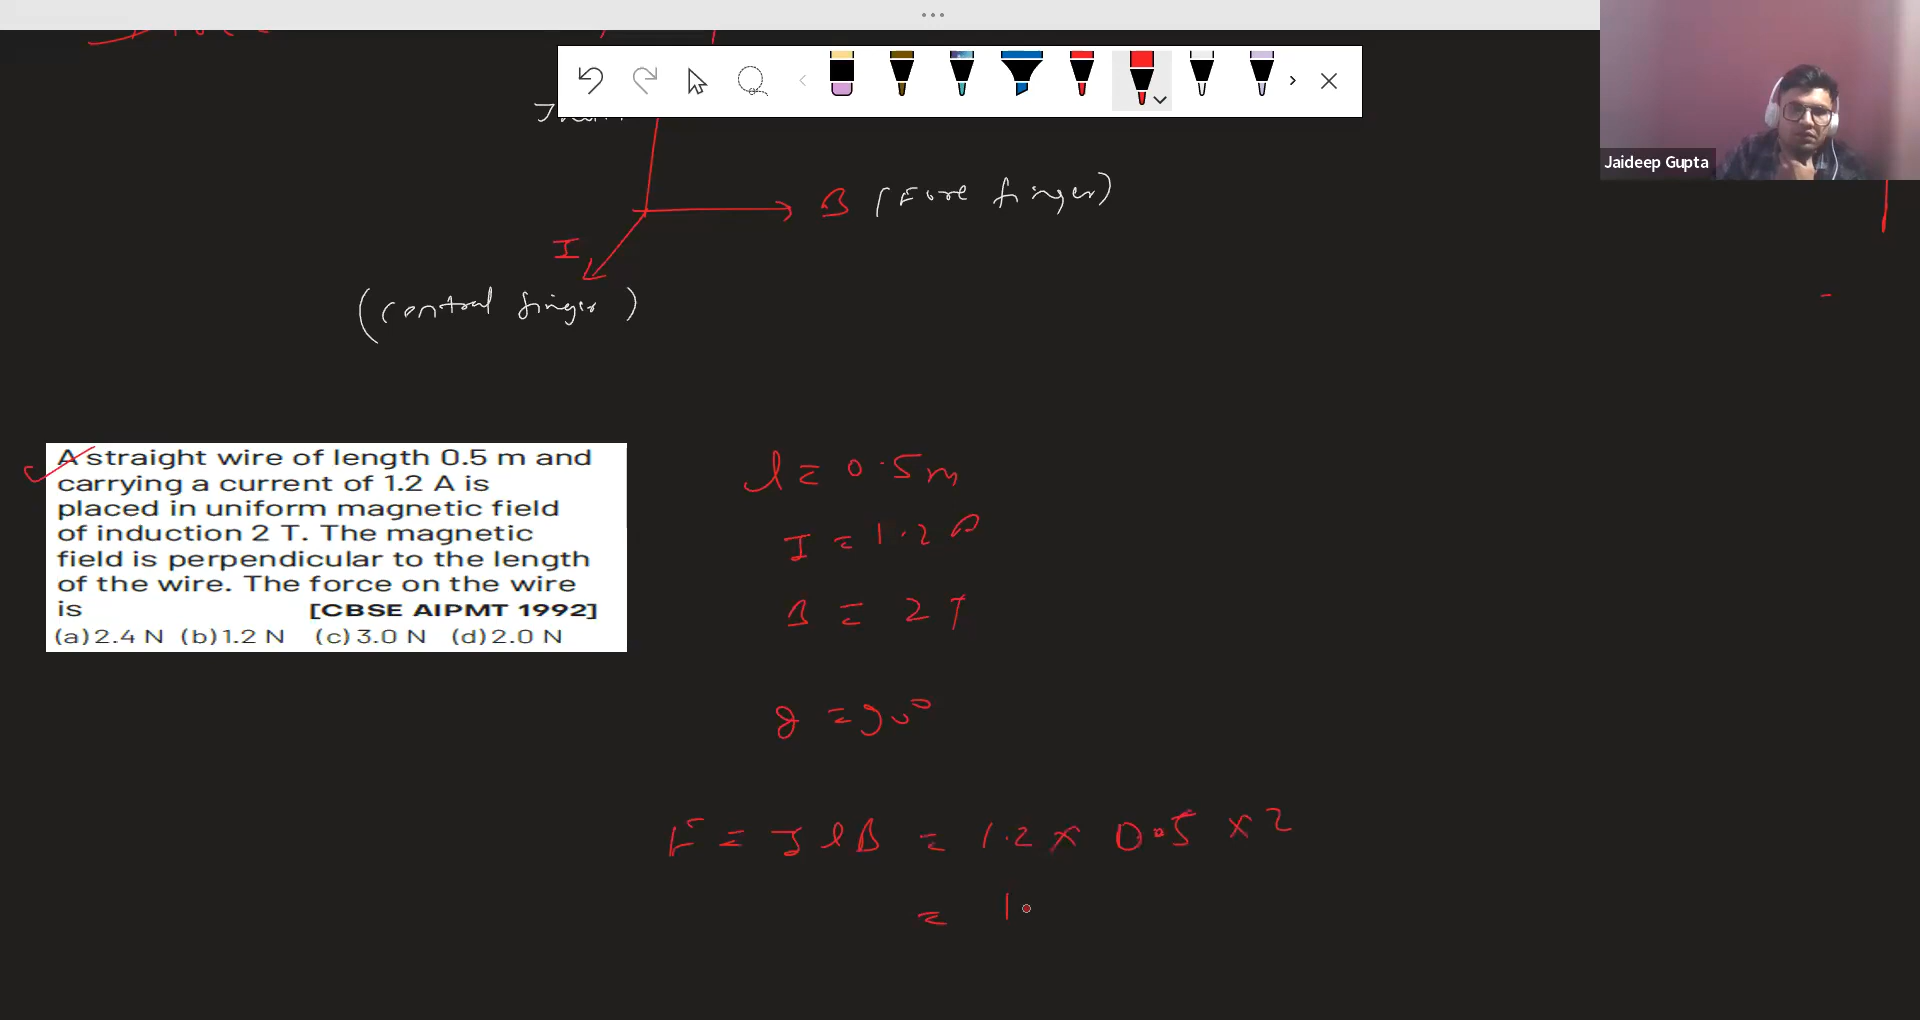 Jaideep Gupta
B (Fore finger)
I
(central finger)
A straight wire of length 0.5 m and
carrying a current of 1.2 A is
placed in uniform magnetic field
of induction 2 T. The magnetic
field is perpendicular to the length
of the wire. The force on the wire
is [CBSE AIPMT 1992]
(a) 2.4 N (b) 1.2 N (c) 3.0 N (d) 2.0 N
l = 0.5 m
I = 1.2 A
B = 2 T
θ = 90°
F = I l B = 1.2 × 0.5 × 2
= 1.